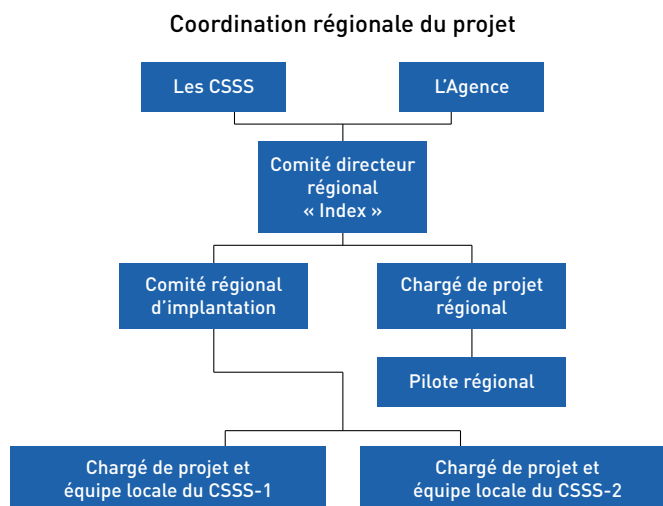 Coordination régionale du projet
Les CSSS
L'Agence
Comité directeur
régional
« Index »
Comité régional
d'implantation
Chargé de projet
régional
Pilote régional
Chargé de projet et
équipe locale du CSSS-1
Chargé de projet et
équipe locale du CSSS-2